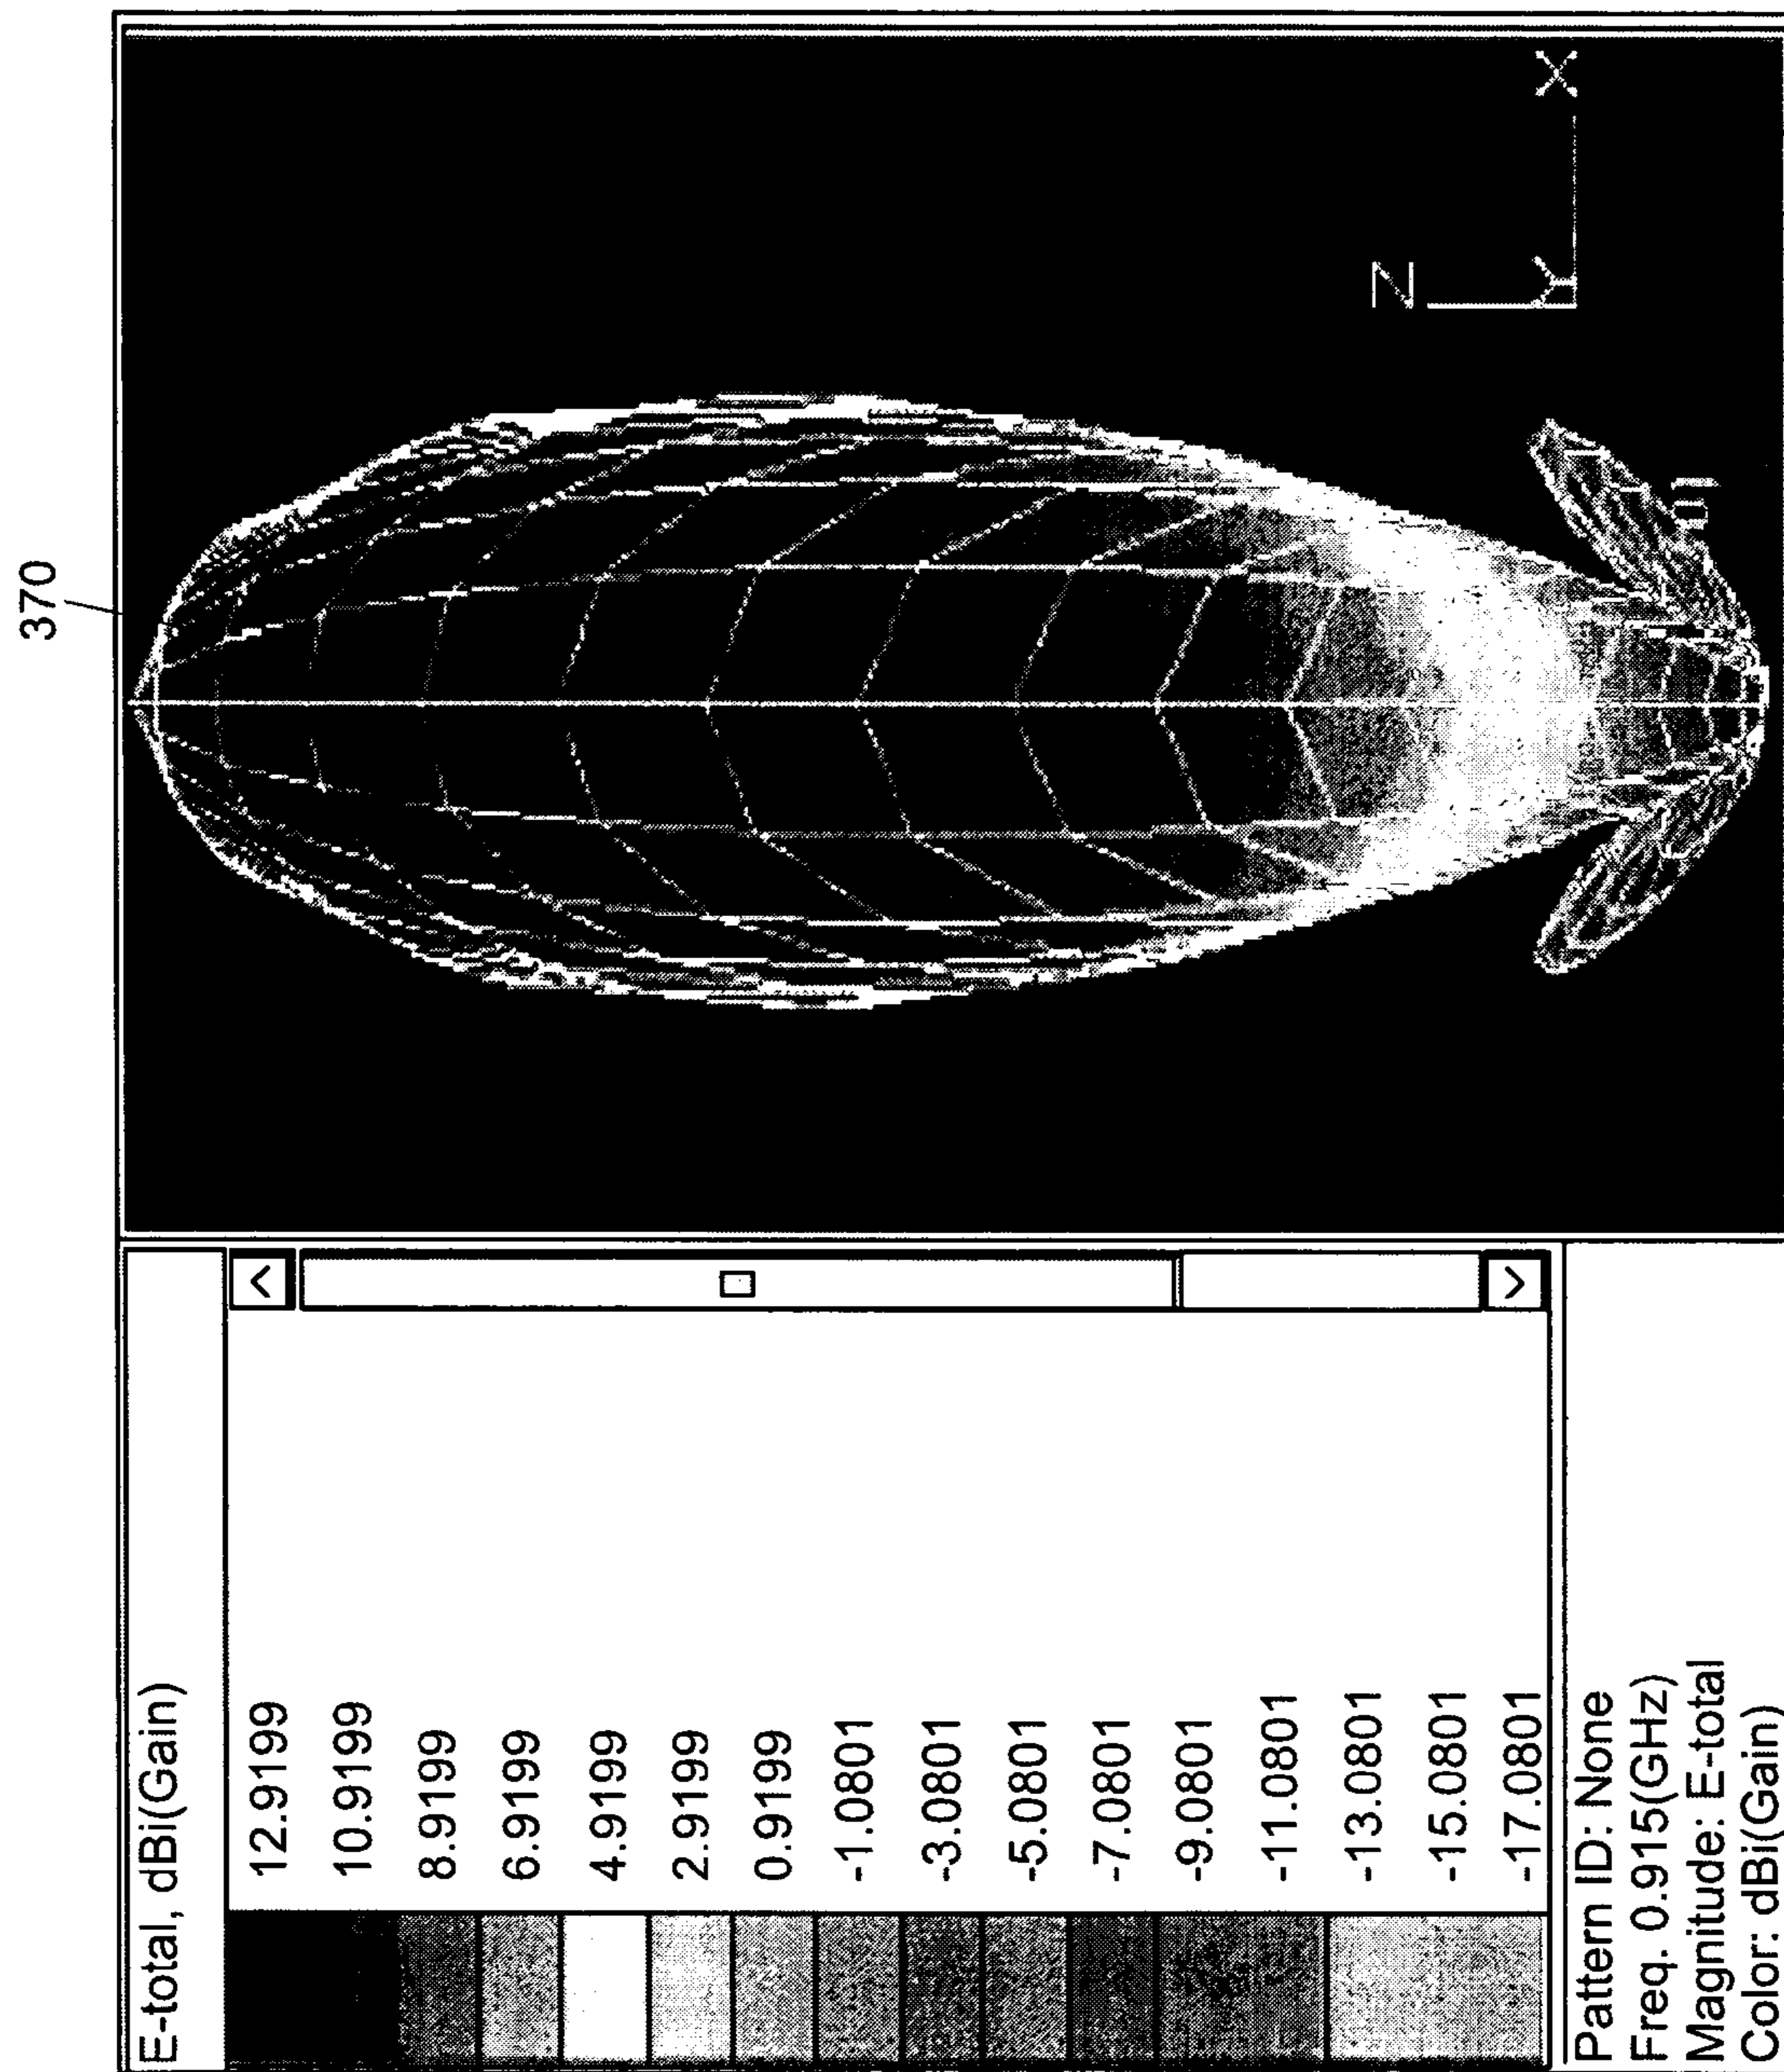 370
E-total, dBi(Gain)
12.9199
10.9199
8.9199
6.9199
4.9199
2.9199
0.9199
-1.0801
-3.0801
-5.0801
-7.0801
-9.0801
-11.0801
-13.0801
-15.0801
-17.0801
Pattern ID: None
Freq. 0.915(GHz)
Magnitude: E-total
Color: dBi(Gain)
Z
Y
X